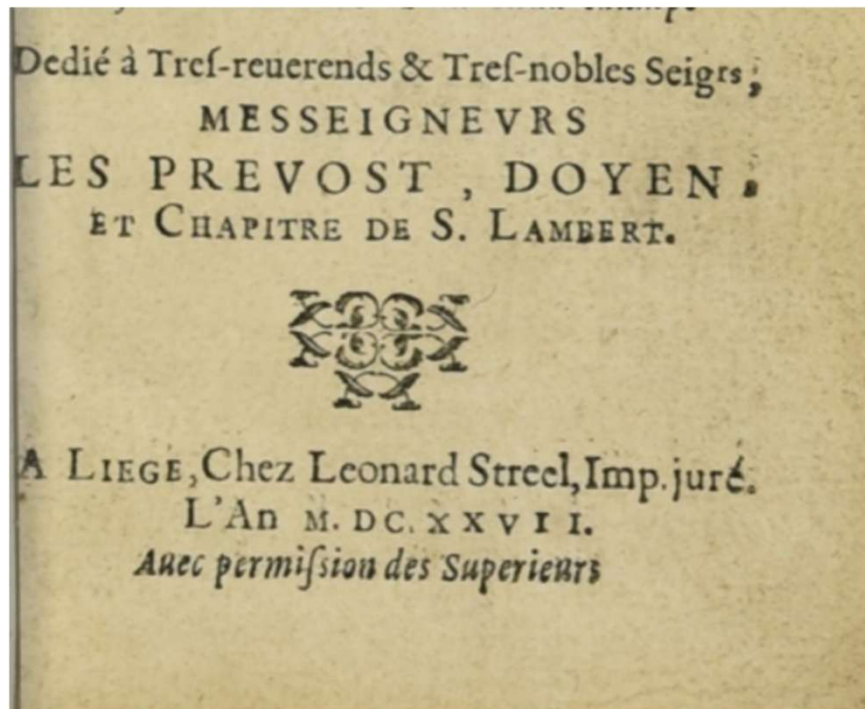 Dedié à Treſ-reuerends & Treſ-nobles Seigrs,
MESSEIGNEVRS
LES PREVOST, DOYEN.
ET CHAPITRE DE S. LAMBERT.
A LIEGE, Chez Leonard Streel, Imp. juré.
L'An M. DC. XXVII.
Auec permiſsion des Superieurs